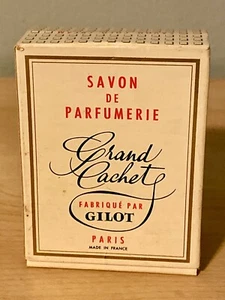 SAVON
DE
PARFUMERIE
Grand
Cachet
FABRIQUÉ PAR
GILOT
PARIS
MADE IN FRANCE